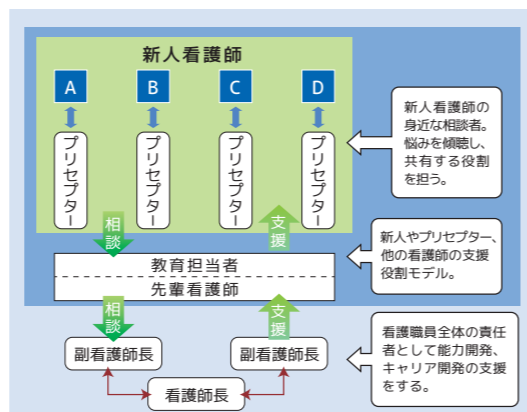 新人看護師
A
B
C
D
プリセプター
プリセプター
プリセプター
プリセプター
新人看護師の
身近な相談者。
悩みを傾聴し、
共有する役割
を担う。
相談
支援
教育担当者
先輩看護師
新人やプリセプター、
他の看護師の支援
役割モデル。
相談
支援
副看護師長
副看護師長
看護師長
看護職員全体の責任
者として能力開発、
キャリア開発の支援
をする。